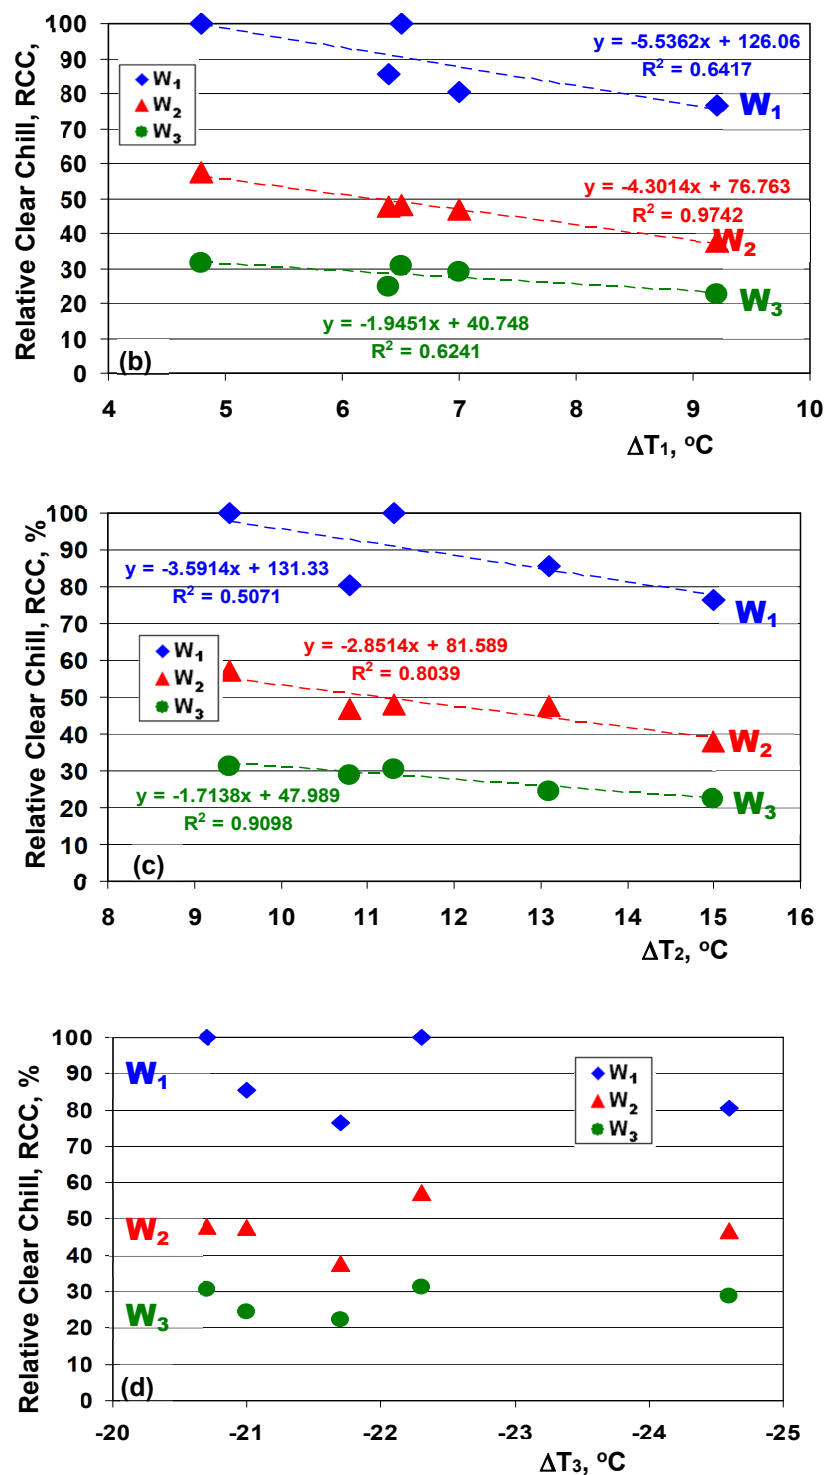 Relative Clear Chill, RCC,
100
90
80
70
60
50
40
30
20
10
0
W1
W2
W3
y = -5.5362x + 126.06
R² = 0.6417
W1
y = -4.3014x + 76.763
R² = 0.9742
W2
W3
y = -1.9451x + 40.748
R² = 0.6241
(b)
4 5 6 7 8 9 10
ΔT1, °C
Relative Clear Chill, RCC, %
100
90
80
70
60
50
40
30
20
10
0
y = -3.5914x + 131.33
R² = 0.5071
W1
W1
W2
W3
y = -2.8514x + 81.589
R² = 0.8039
W2
y = -1.7138x + 47.989
R² = 0.9098
W3
(c)
8 9 10 11 12 13 14 15 16
ΔT2, °C
Relative Clear Chill, RCC, %
100
90
80
70
60
50
40
30
20
10
0
W1
W1
W2
W3
W2
W3
(d)
-20 -21 -22 -23 -24 -25
ΔT3, °C